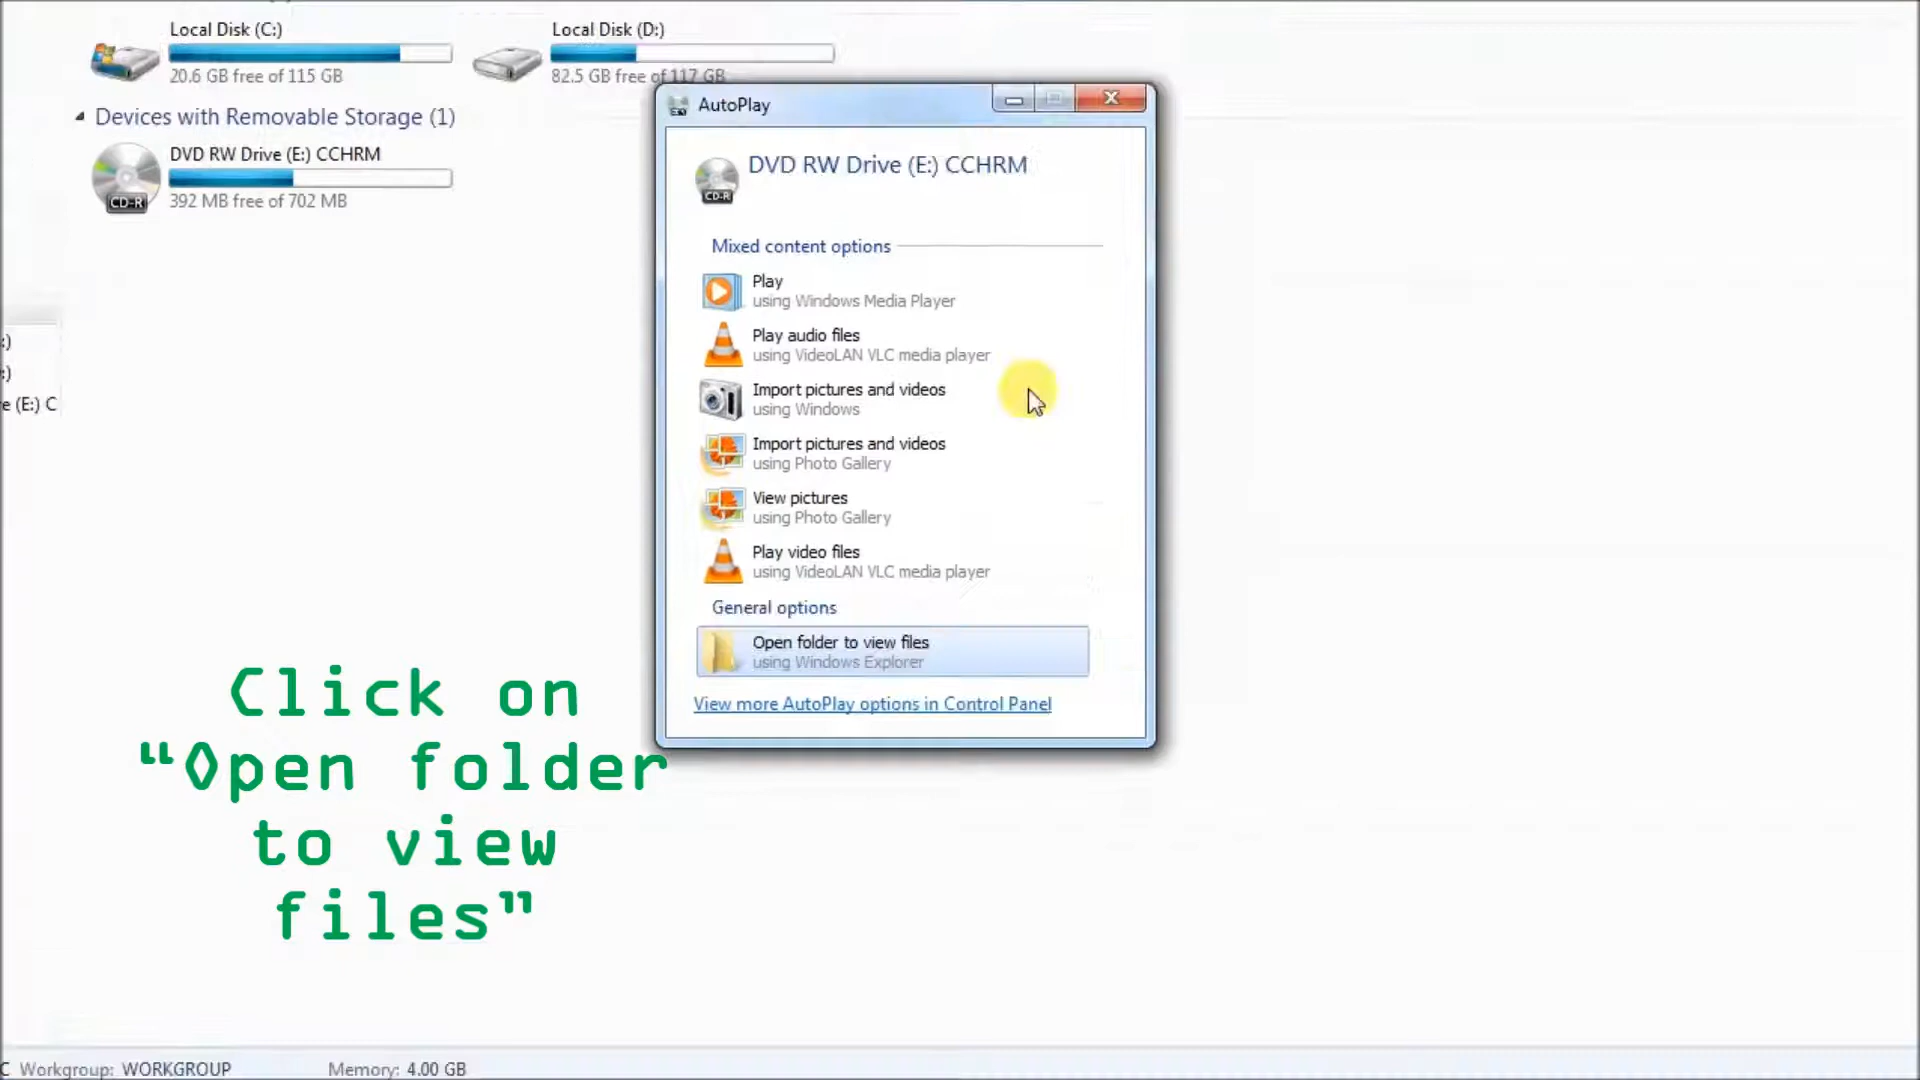 Local Disk (C:)
20.6 GB free of 115 GB
Local Disk (D:)
82.5 GB free of 117 GB
Devices with Removable Storage (1)
DVD RW Drive (E:) CCHRM
CD-R
392 MB free of 702 MB
:)
:)
e (E:) C
AutoPlay
DVD RW Drive (E:) CCHRM
CD-R
Mixed content options
Play
using Windows Media Player
Play audio files
using VideoLAN VLC media player
Import pictures and videos
using Windows
Import pictures and videos
using Photo Gallery
View pictures
using Photo Gallery
Play video files
using VideoLAN VLC media player
General options
Open folder to view files
using Windows Explorer
View more AutoPlay options in Control Panel
Click on
“Open folder
to view
files”
C Workgroup: WORKGROUP Memory: 4.00 GB